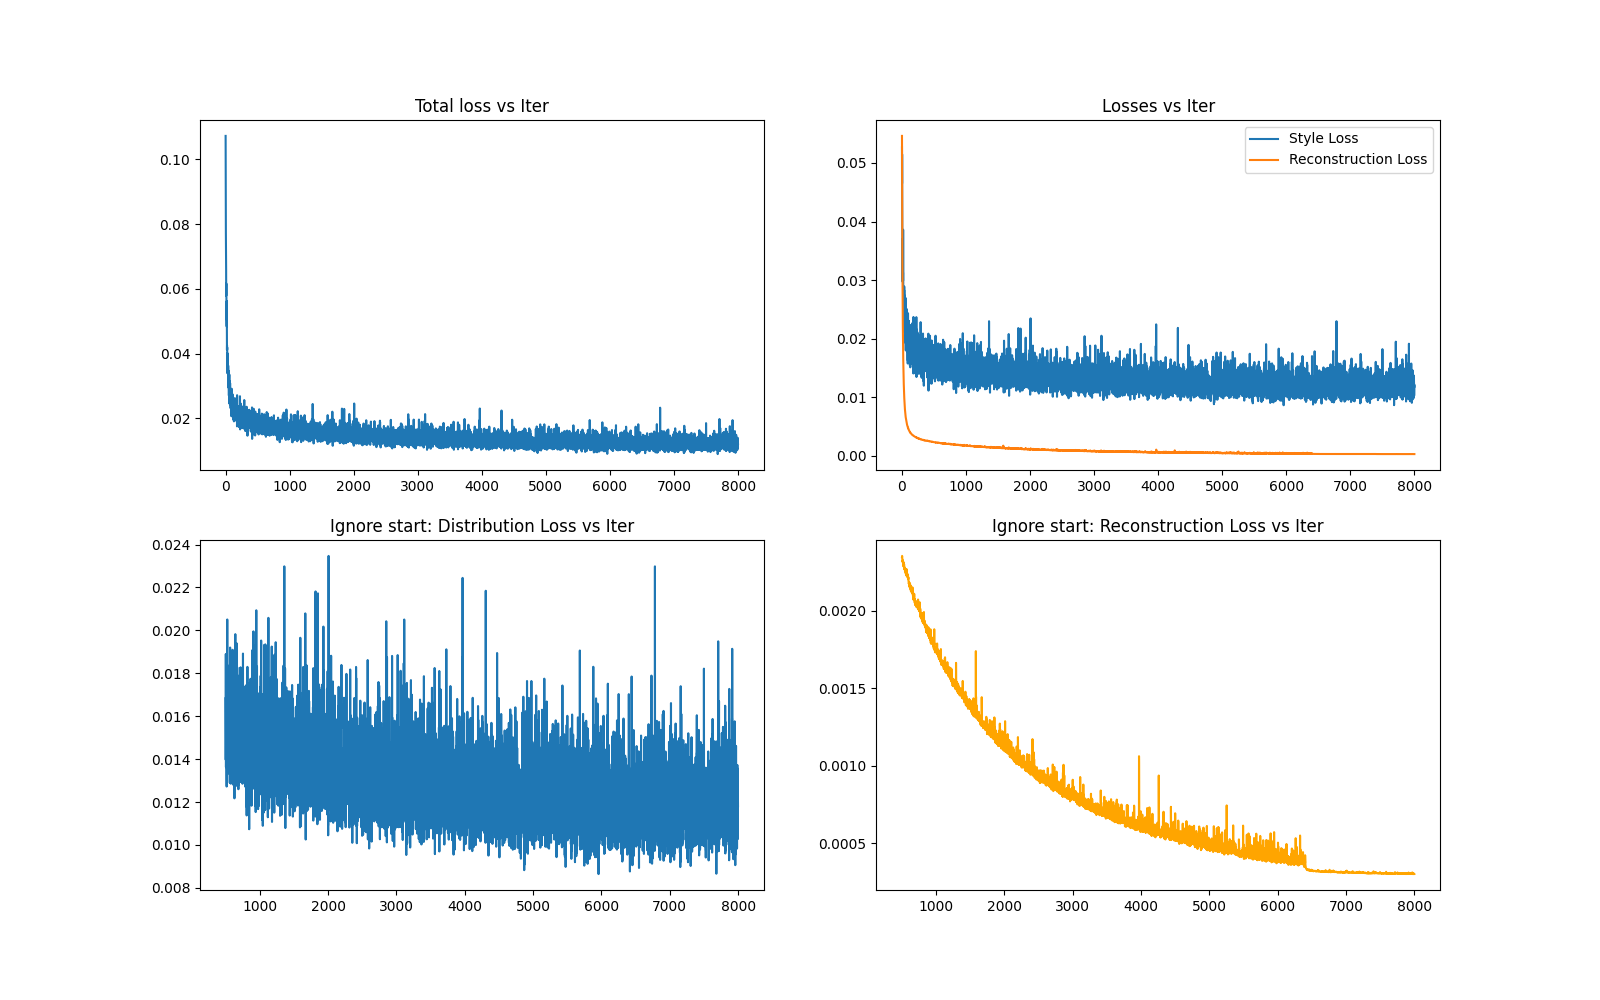 Total loss vs Iter
0.10
0.08
0.06
0.04
0.02
0 1000 2000 3000 4000 5000 6000 7000 8000
Losses vs Iter
Style Loss
Reconstruction Loss
0.05
0.04
0.03
0.02
0.01
0.00
0 1000 2000 3000 4000 5000 6000 7000 8000
Ignore start: Distribution Loss vs Iter
0.024
0.022
0.020
0.018
0.016
0.014
0.012
0.010
0.008
1000 2000 3000 4000 5000 6000 7000 8000
Ignore start: Reconstruction Loss vs Iter
0.0020
0.0015
0.0010
0.0005
1000 2000 3000 4000 5000 6000 7000 8000